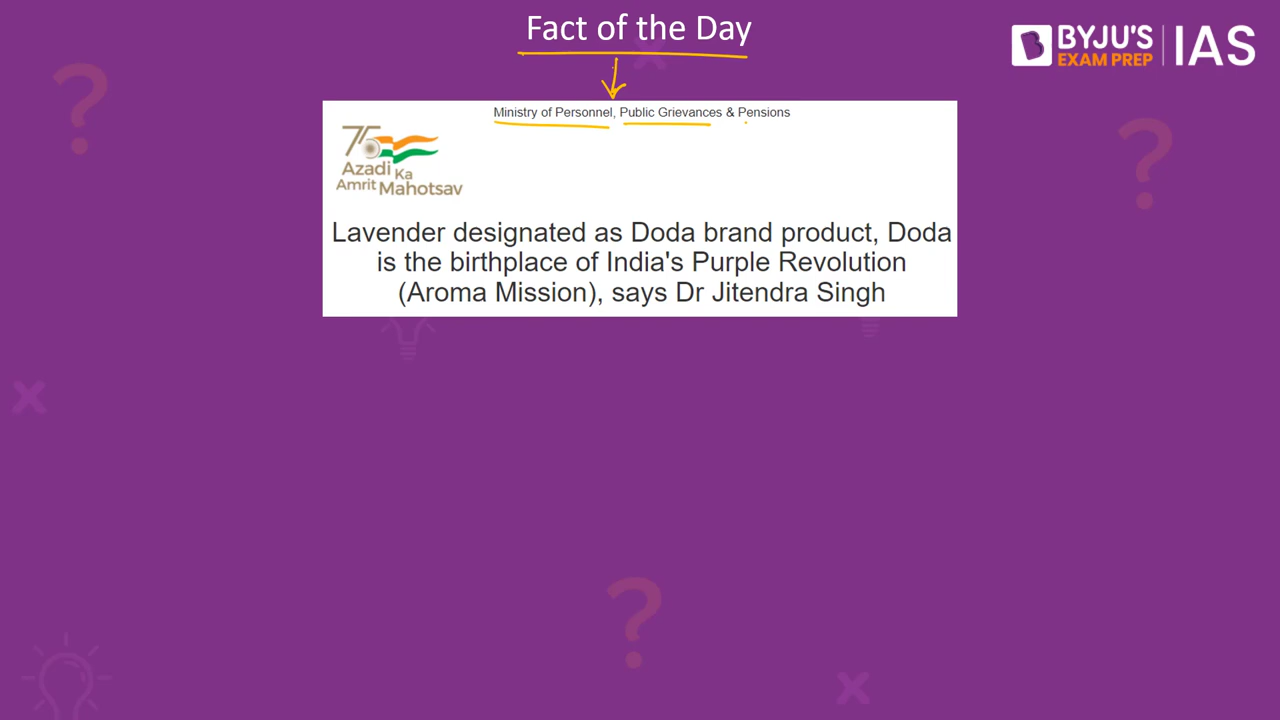 Fact of the Day
BYJU'S
EXAM PREP
IAS
Ministry of Personnel, Public Grievances & Pensions
75
Azadi Ka
Amrit Mahotsav
Lavender designated as Doda brand product, Doda
is the birthplace of India's Purple Revolution
(Aroma Mission), says Dr Jitendra Singh